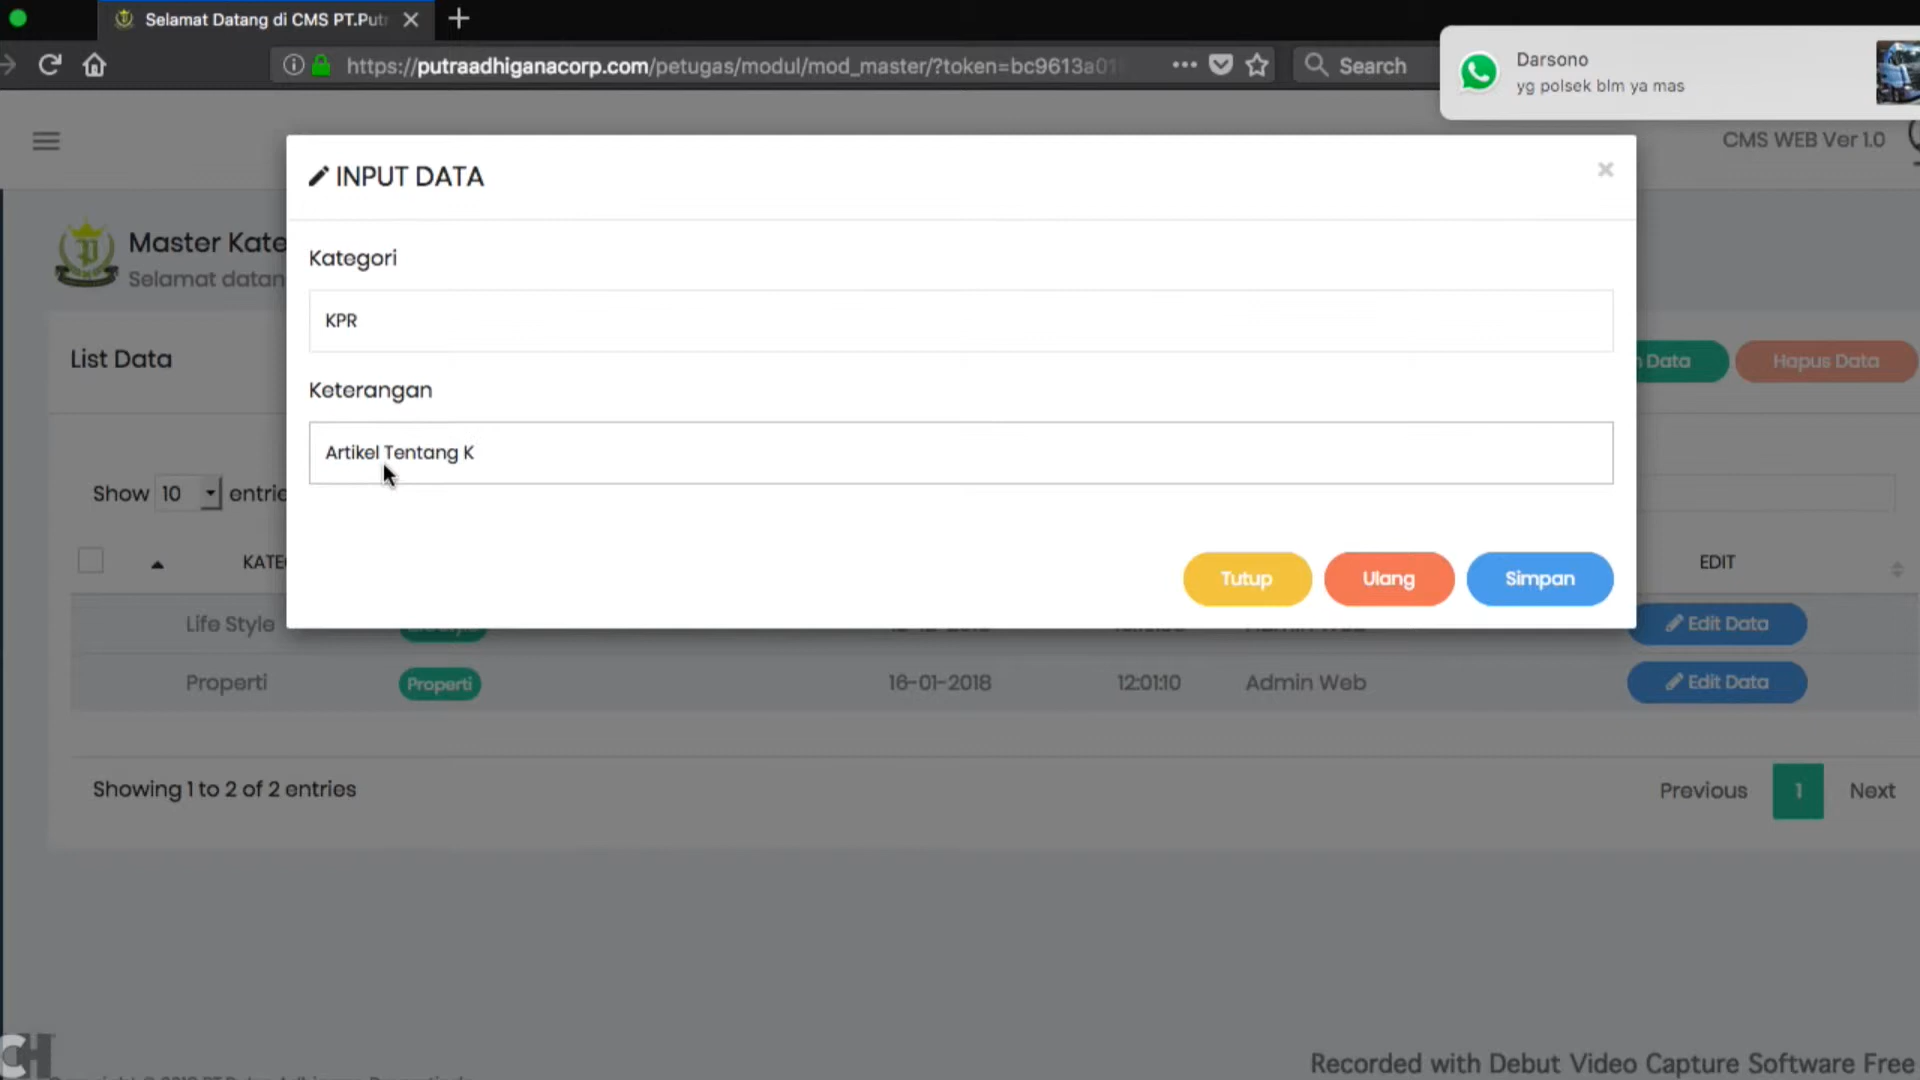 Selamat Datang di CMS PT.Put
https://putraadhiganacorp.com/petugas/modul/mod_master/?token=bc9613a01
Search
Darsono
yg polsek blm ya mas
CMS WEB Ver 1.0
INPUT DATA
Master Kate
Selamat datan
Kategori
KPR
List Data
Data
Hapus Data
Keterangan
Artikel Tentang K
Show 10 entrie
Tutup
Ulang
Simpan
KATE
EDIT
Life Style
Edit Data
Properti
Properti
16-01-2018
12:01:10
Admin Web
Edit Data
Showing 1 to 2 of 2 entries
Previous
1
Next
CH
Recorded with Debut Video Capture Software Free